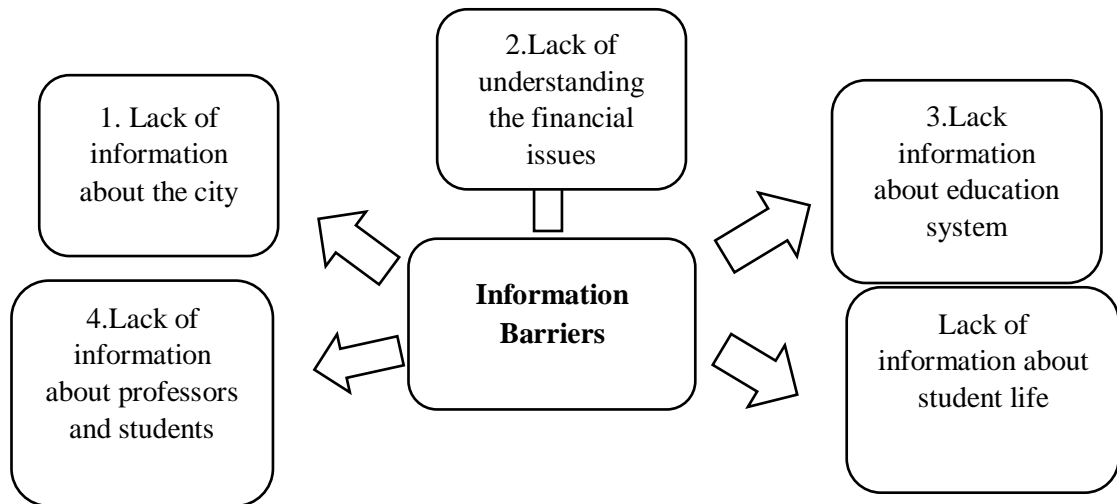 1. Lack of
information
about the city
2.Lack of
understanding
the financial
issues
3.Lack
information
about education
system
Information
Barriers
4.Lack of
information
about professors
and students
Lack of
information about
student life